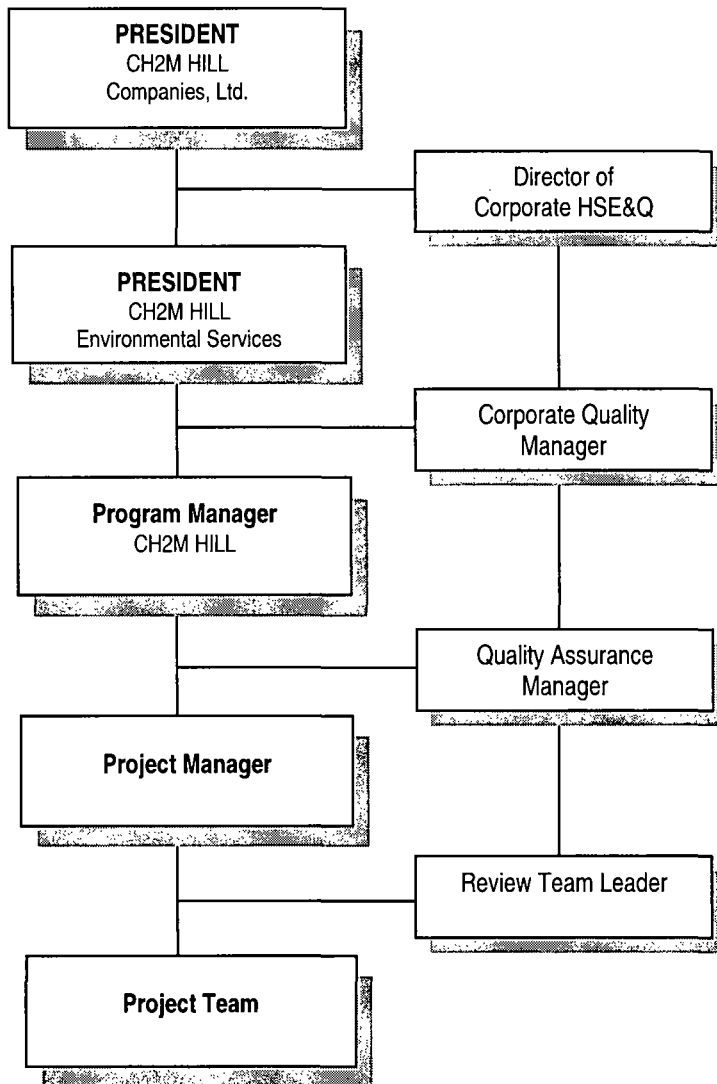 PRESIDENT
CH2M HILL
Companies, Ltd.
Director of
Corporate HSE&Q
PRESIDENT
CH2M HILL
Environmental Services
Corporate Quality
Manager
Program Manager
CH2M HILL
Quality Assurance
Manager
Project Manager
Review Team Leader
Project Team